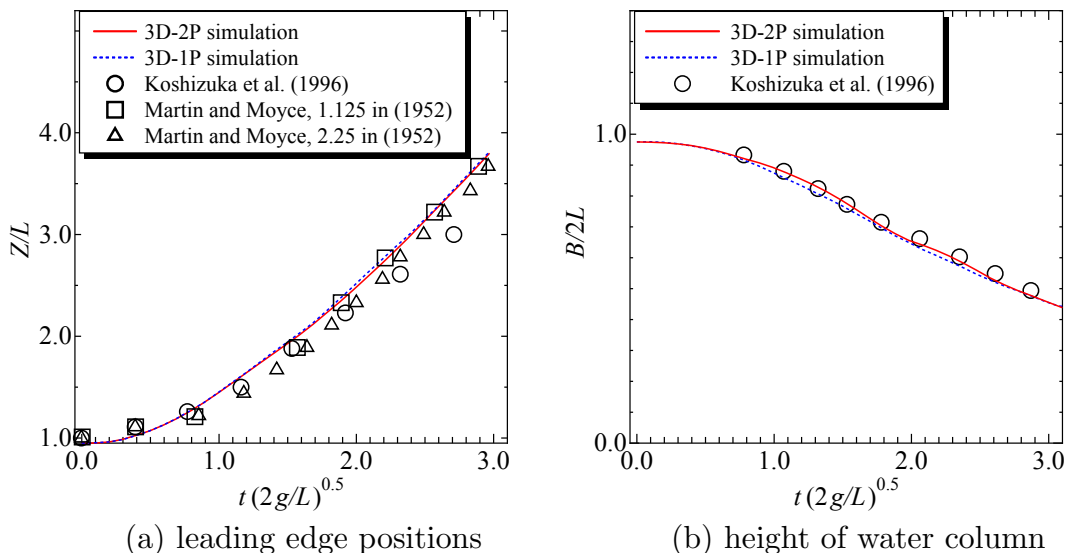 3D-2P simulation
3D-1P simulation
Koshizuka et al. (1996)
Martin and Moyce, 1.125 in (1952)
Martin and Moyce, 2.25 in (1952)
4.0
3.0
2.0
1.0
Z/L
0.0 1.0 2.0 3.0
t (2g/L)^0.5
(a) leading edge positions
3D-2P simulation
3D-1P simulation
Koshizuka et al. (1996)
1.0
0.0
B/2L
0.0 1.0 2.0 3.0
t (2g/L)^0.5
(b) height of water column